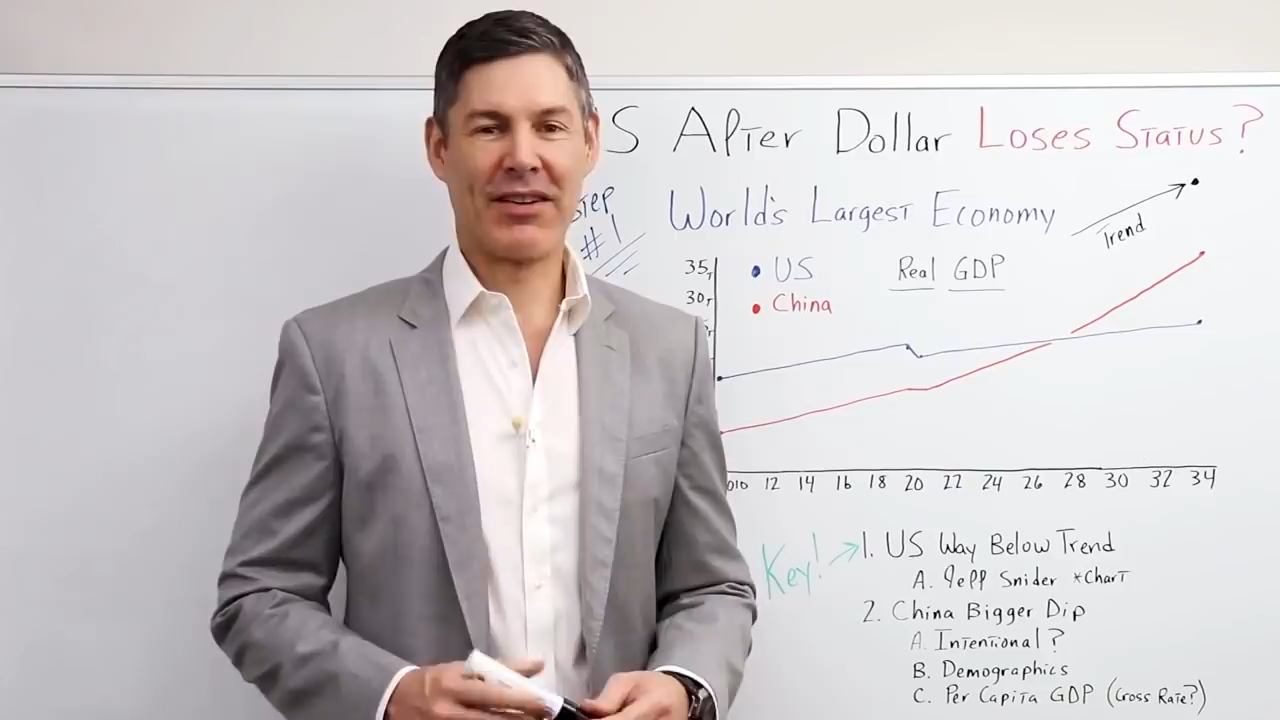 S After Dollar Loses Status?
Step
#1
World's Largest Economy
Trend
35T
US
Real GDP
30T
China
010 12 14 16 18 20 22 24 26 28 30 32 34
Key! → 1. US Way Below Trend
A. Jeff Snider *Chart
2. China Bigger Dip
A. Intentional?
B. Demographics
C. Per Capita GDP (Cross Rate?)